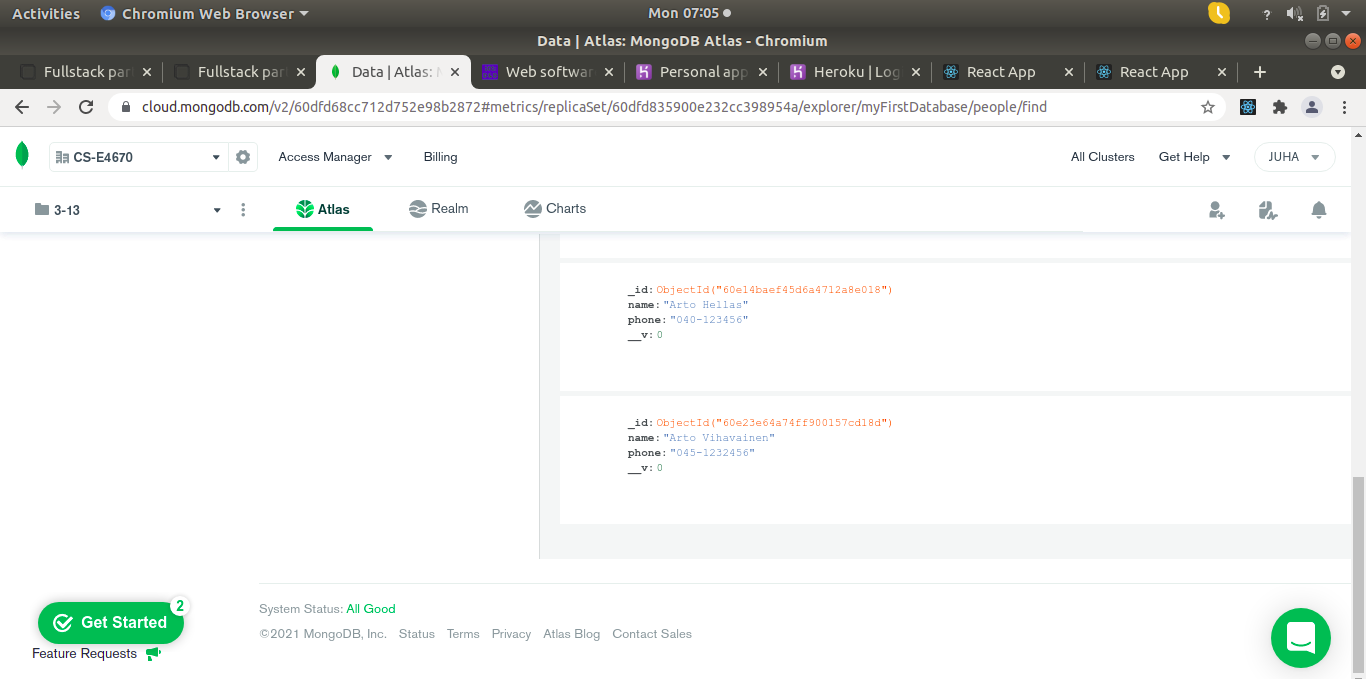 Activities Chromium Web Browser Mon 07:05 ?
Data | Atlas: MongoDB Atlas - Chromium
Fullstack par Fullstack par Data | Atlas: M Web softwar Personal app Heroku | Log React App React App
cloud.mongodb.com/v2/60dfd68cc712d752e98b2872#metrics/replicaSet/60dfd835900e232cc398954a/explorer/myFirstDatabase/people/find
CS-E4670 Access Manager Billing All Clusters Get Help JUHA
3-13 Atlas Realm Charts
_id: ObjectId("60e14baef45d6a4712a8e018")
name: "Arto Hellas"
phone: "040-123456"
__v: 0
_id: ObjectId("60e23e64a74ff900157cd18d")
name: "Arto Vihavainen"
phone: "045-1232456"
__v: 0
System Status: All Good
©2021 MongoDB, Inc. Status Terms Privacy Atlas Blog Contact Sales
Get Started 2
Feature Requests